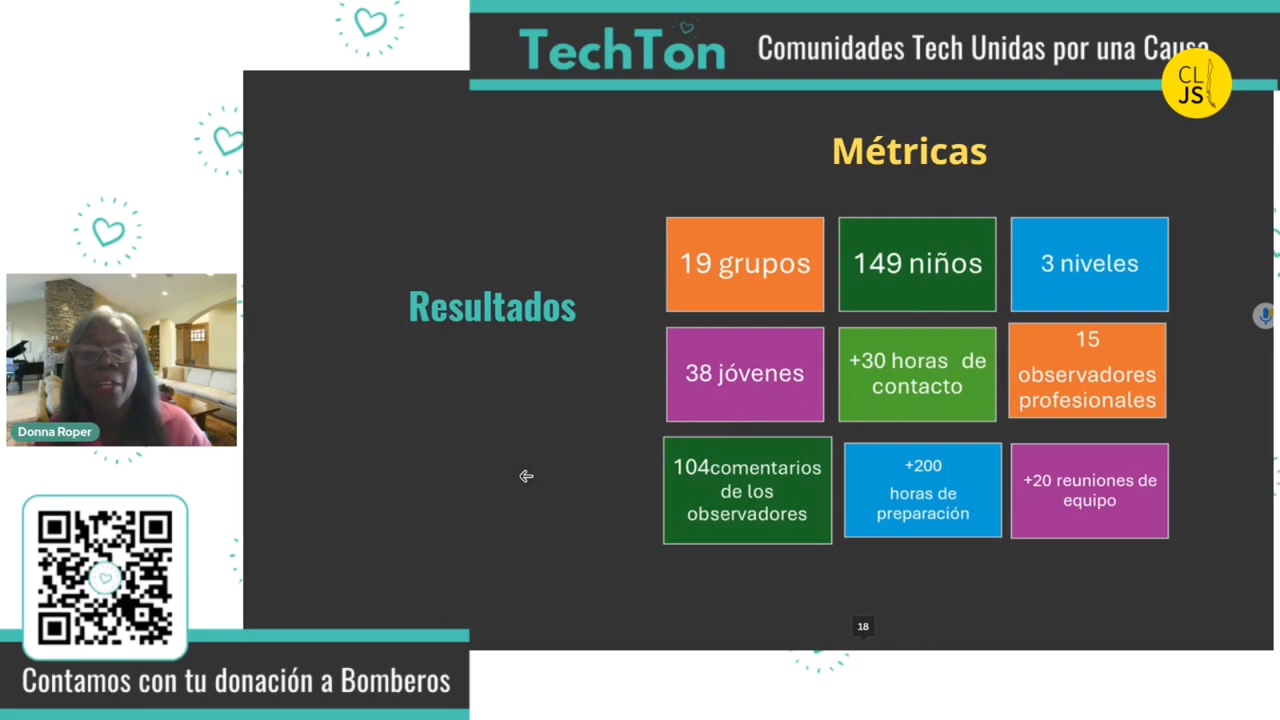 TechTon
Comunidades Tech Unidas por una Causa
CL
JS
Métricas
19 grupos
149 niños
3 niveles
Resultados
38 jóvenes
+30 horas de
contacto
15
observadores
profesionales
104comentarios
de los
observadores
+200
horas de
preparación
+20 reuniones de
equipo
Donna Roper
18
Contamos con tu donación a Bomberos